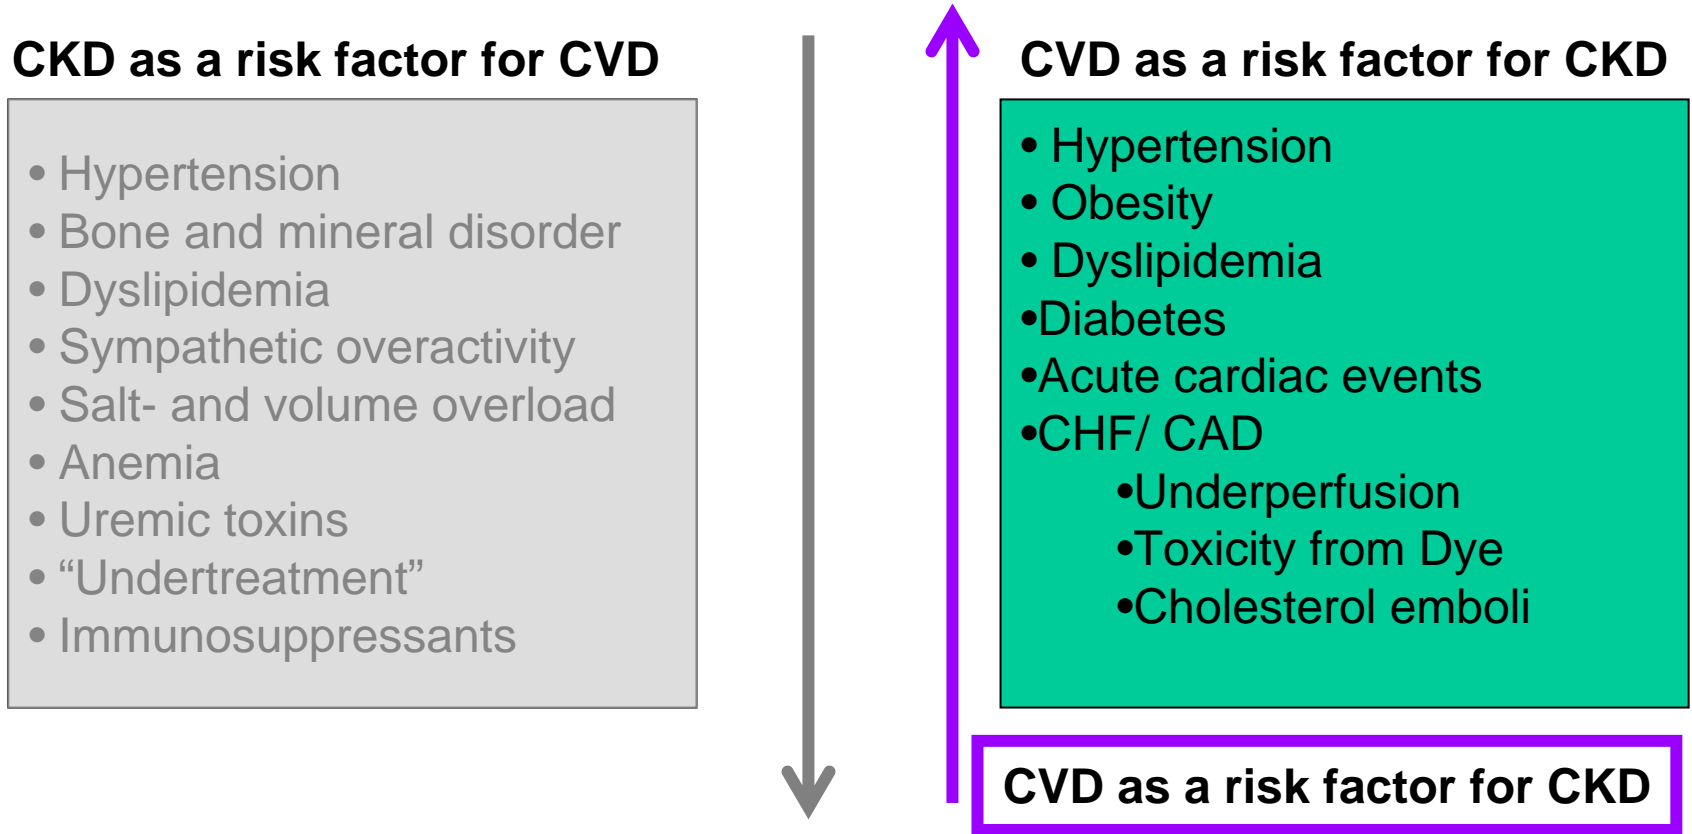 CKD as a risk factor for CVD
• Hypertension
• Bone and mineral disorder
• Dyslipidemia
• Sympathetic overactivity
• Salt- and volume overload
• Anemia
• Uremic toxins
• “Undertreatment”
• Immunosuppressants
CVD as a risk factor for CKD
• Hypertension
• Obesity
• Dyslipidemia
•Diabetes
•Acute cardiac events
•CHF/ CAD
•Underperfusion
•Toxicity from Dye
•Cholesterol emboli
CVD as a risk factor for CKD